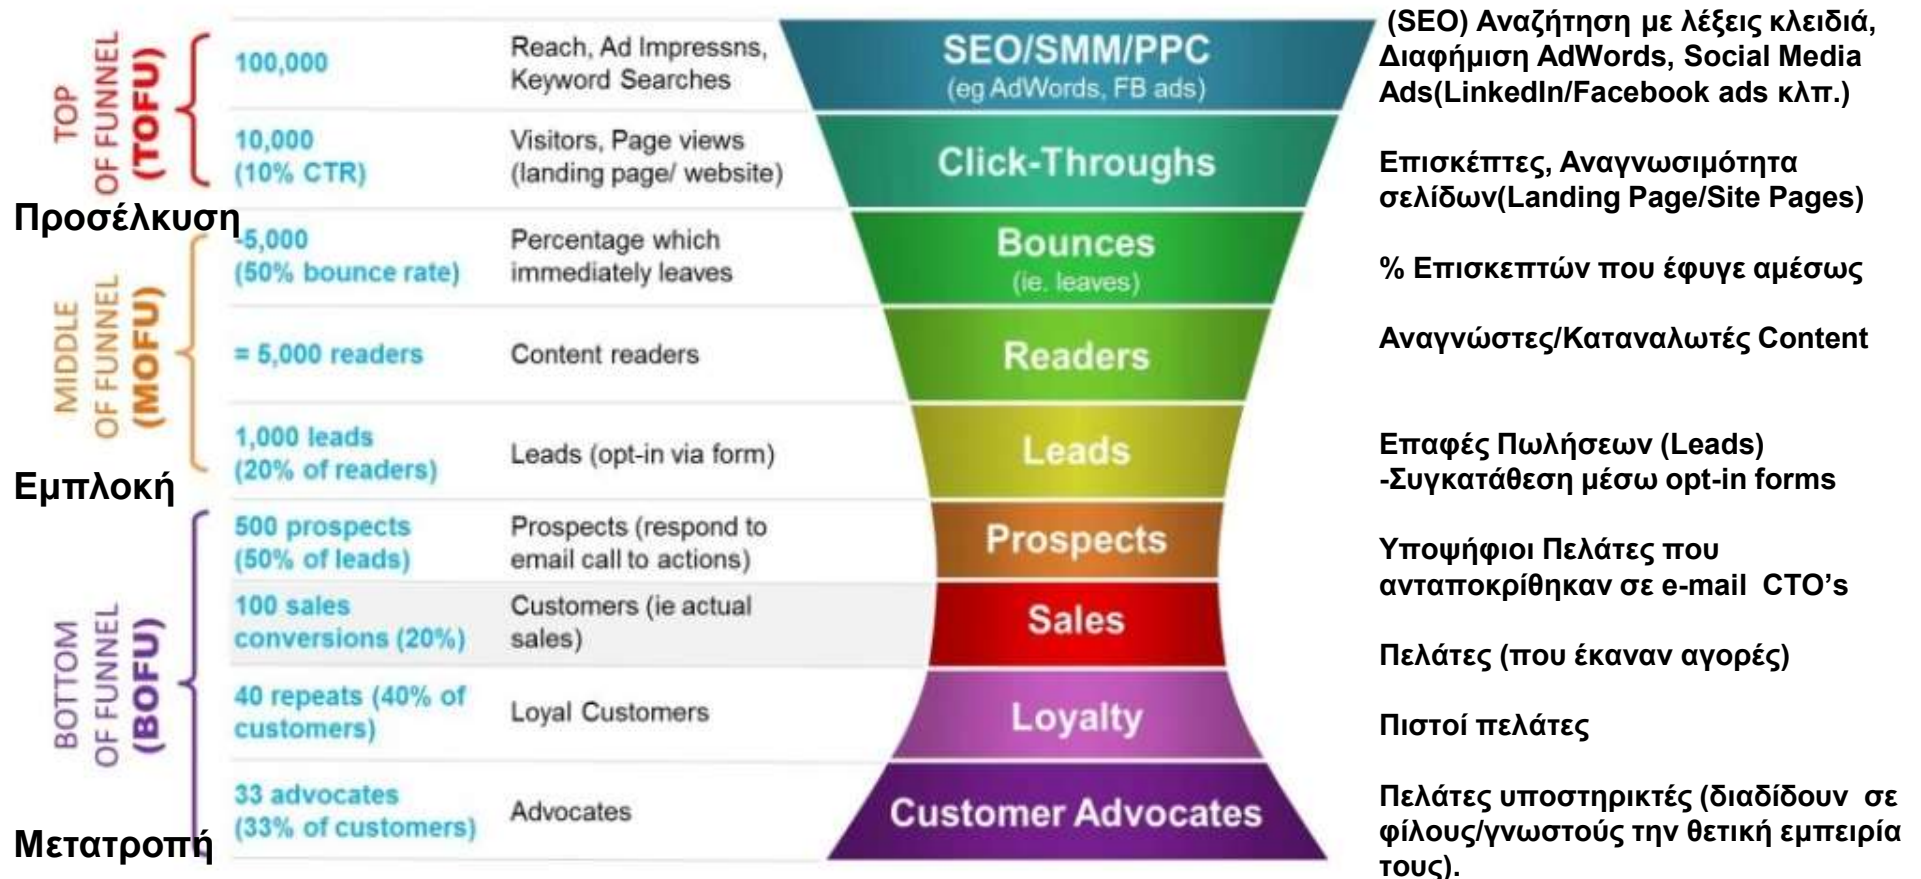 TOP
OF FUNNEL
(TOFU)
Προσέλκυση
100,000
Reach, Ad Impressns,
Keyword Searches
SEO/SMM/PPC
(eg AdWords, FB ads)
(SEO) Αναζήτηση με λέξεις κλειδιά,
Διαφήμιση AdWords, Social Media
Ads(LinkedIn/Facebook ads κλπ.)
10,000
(10% CTR)
Visitors, Page views
(landing page/ website)
Click-Throughs
Επισκέπτες, Αναγνωσιμότητα
σελίδων(Landing Page/Site Pages)
MIDDLE
OF FUNNEL
(MOFU)
Εμπλοκή
-5,000
(50% bounce rate)
Percentage which
immediately leaves
Bounces
(ie. leaves)
% Επισκεπτών που έφυγε αμέσως
= 5,000 readers
Content readers
Readers
Αναγνώστες/Καταναλωτές Content
1,000 leads
(20% of readers)
Leads (opt-in via form)
Leads
Επαφές Πωλήσεων (Leads)
-Συγκατάθεση μέσω opt-in forms
BOTTOM
OF FUNNEL
(BOFU)
Μετατροπή
500 prospects
(50% of leads)
Prospects (respond to
email call to actions)
Prospects
Υποψήφιοι Πελάτες που
ανταποκρίθηκαν σε e-mail  CTO’s
100 sales
conversions (20%)
Customers (ie actual
sales)
Sales
Πελάτες (που έκαναν αγορές)
40 repeats (40% of
customers)
Loyal Customers
Loyalty
Πιστοί πελάτες
33 advocates
(33% of customers)
Advocates
Customer Advocates
Πελάτες υποστηρικτές (διαδίδουν  σε
φίλους/γνωστούς την θετική εμπειρία
τους).